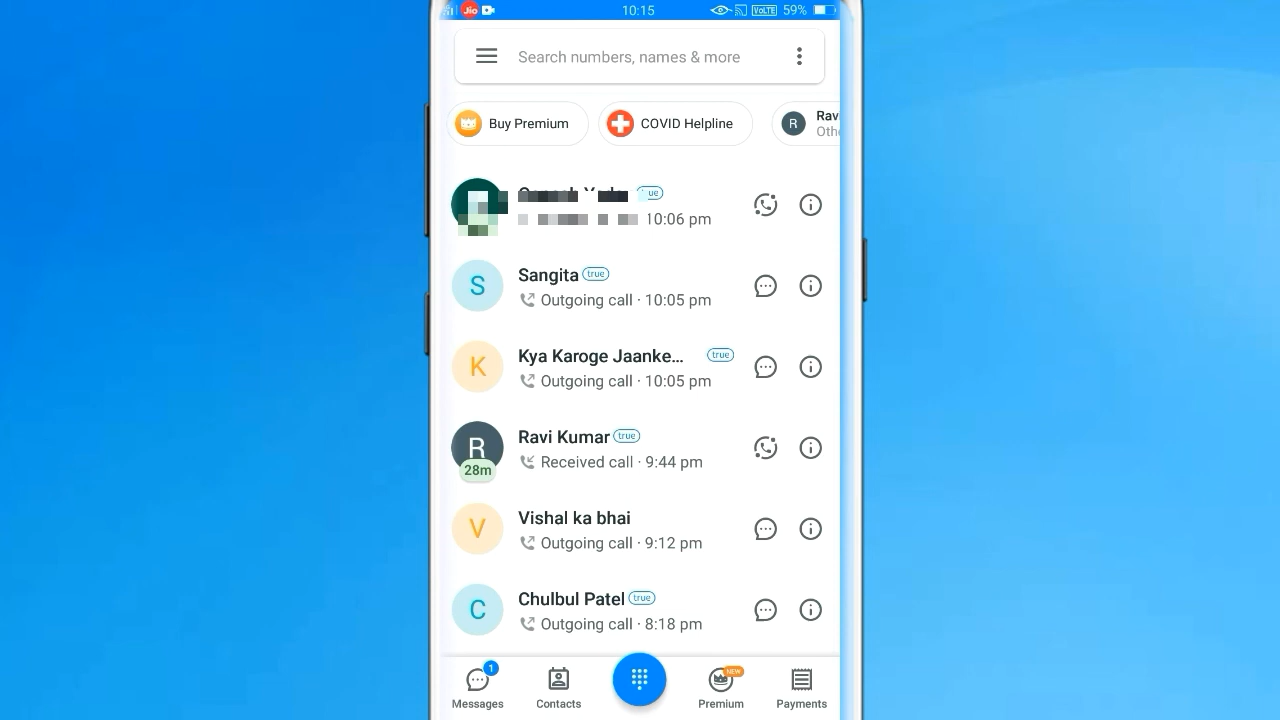 Jio 10:15 VoLTE 59%
Search numbers, names & more
Buy Premium COVID Helpline R
R
10:06 pm
S Sangita true
Outgoing call · 10:05 pm
K Kya Karoge Jaanke... true
Outgoing call · 10:05 pm
R Ravi Kumar true
28m Received call · 9:44 pm
V Vishal ka bhai
Outgoing call · 9:12 pm
C Chulbul Patel true
Outgoing call · 8:18 pm
1 NEW
Messages Contacts Premium Payments